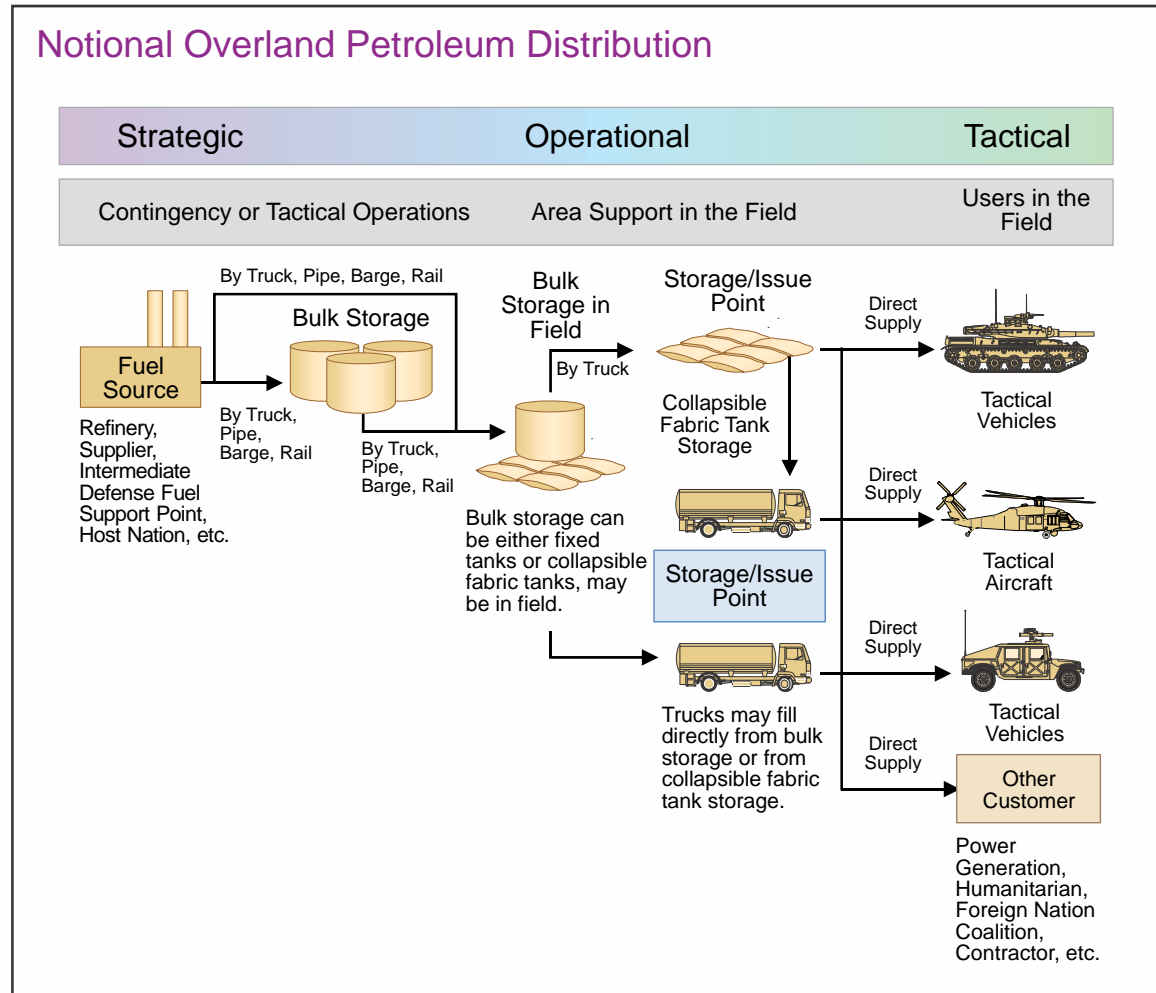 Notional Overland Petroleum Distribution
Strategic
Operational
Tactical
Contingency or Tactical Operations
Area Support in the Field
Users in the
Field
By Truck, Pipe, Barge, Rail
Bulk Storage
Fuel
Source
By Truck,
Pipe,
Barge, Rail
Refinery,
Supplier,
Intermediate
Defense Fuel
Support Point,
Host Nation, etc.
By Truck,
Pipe,
Barge, Rail
Bulk
Storage in
Field
By Truck
Bulk storage can
be either fixed
tanks or collapsible
fabric tanks, may
be in field.
Storage/Issue
Point
Collapsible
Fabric Tank
Storage
Storage/Issue
Point
Trucks may fill
directly from bulk
storage or from
collapsible fabric
tank storage.
Direct
Supply
Tactical
Vehicles
Direct
Supply
Tactical
Aircraft
Direct
Supply
Tactical
Vehicles
Direct
Supply
Other
Customer
Power
Generation,
Humanitarian,
Foreign Nation
Coalition,
Contractor, etc.